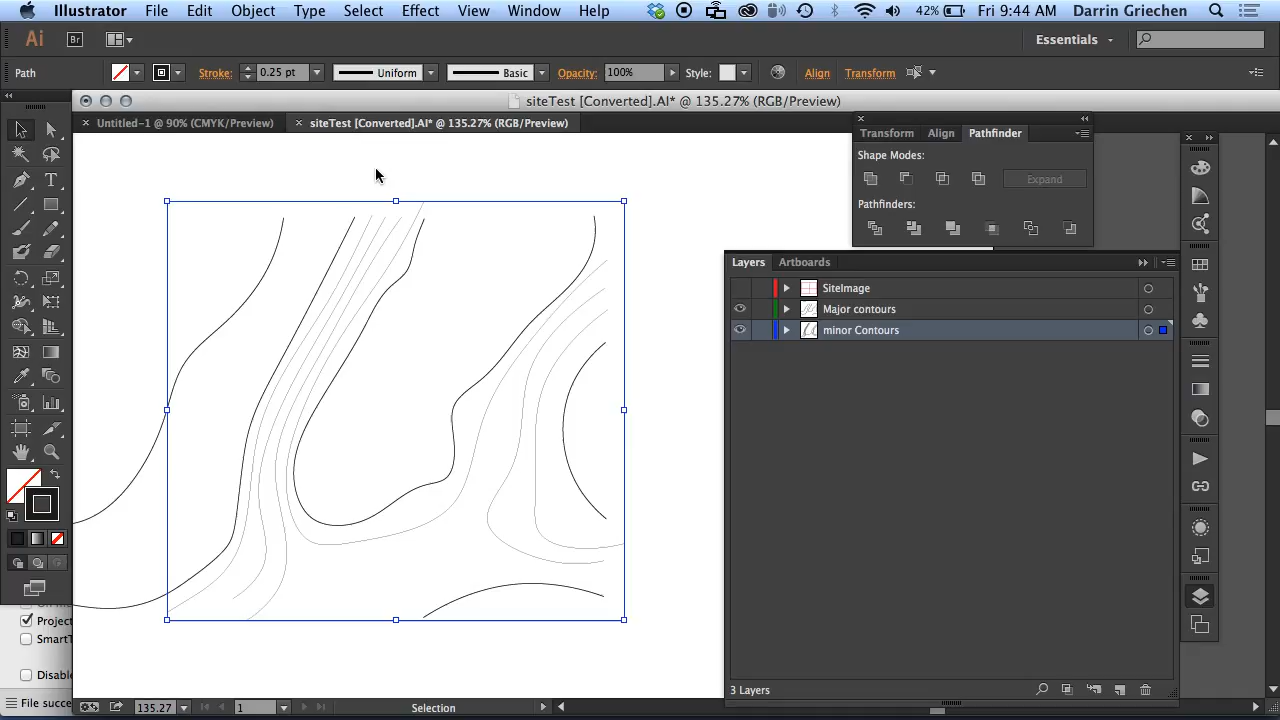 Illustrator File Edit Object Type Select Effect View Window Help 42% Fri 9:44 AM Darrin Griechen
Ai Br Essentials
Path Stroke: 0.25 pt Uniform Basic Opacity: 100% Style: Align Transform
siteTest [Converted].AI* @ 135.27% (RGB/Preview)
Untitled-1 @ 90% (CMYK/Preview) siteTest [Converted].AI* @ 135.27% (RGB/Preview)
Transform Align Pathfinder
Shape Modes:
Expand
Pathfinders:
Layers Artboards
SiteImage
Major contours
minor Contours
Project
SmartT
Disable
3 Layers
File succe
135.27 1 Selection